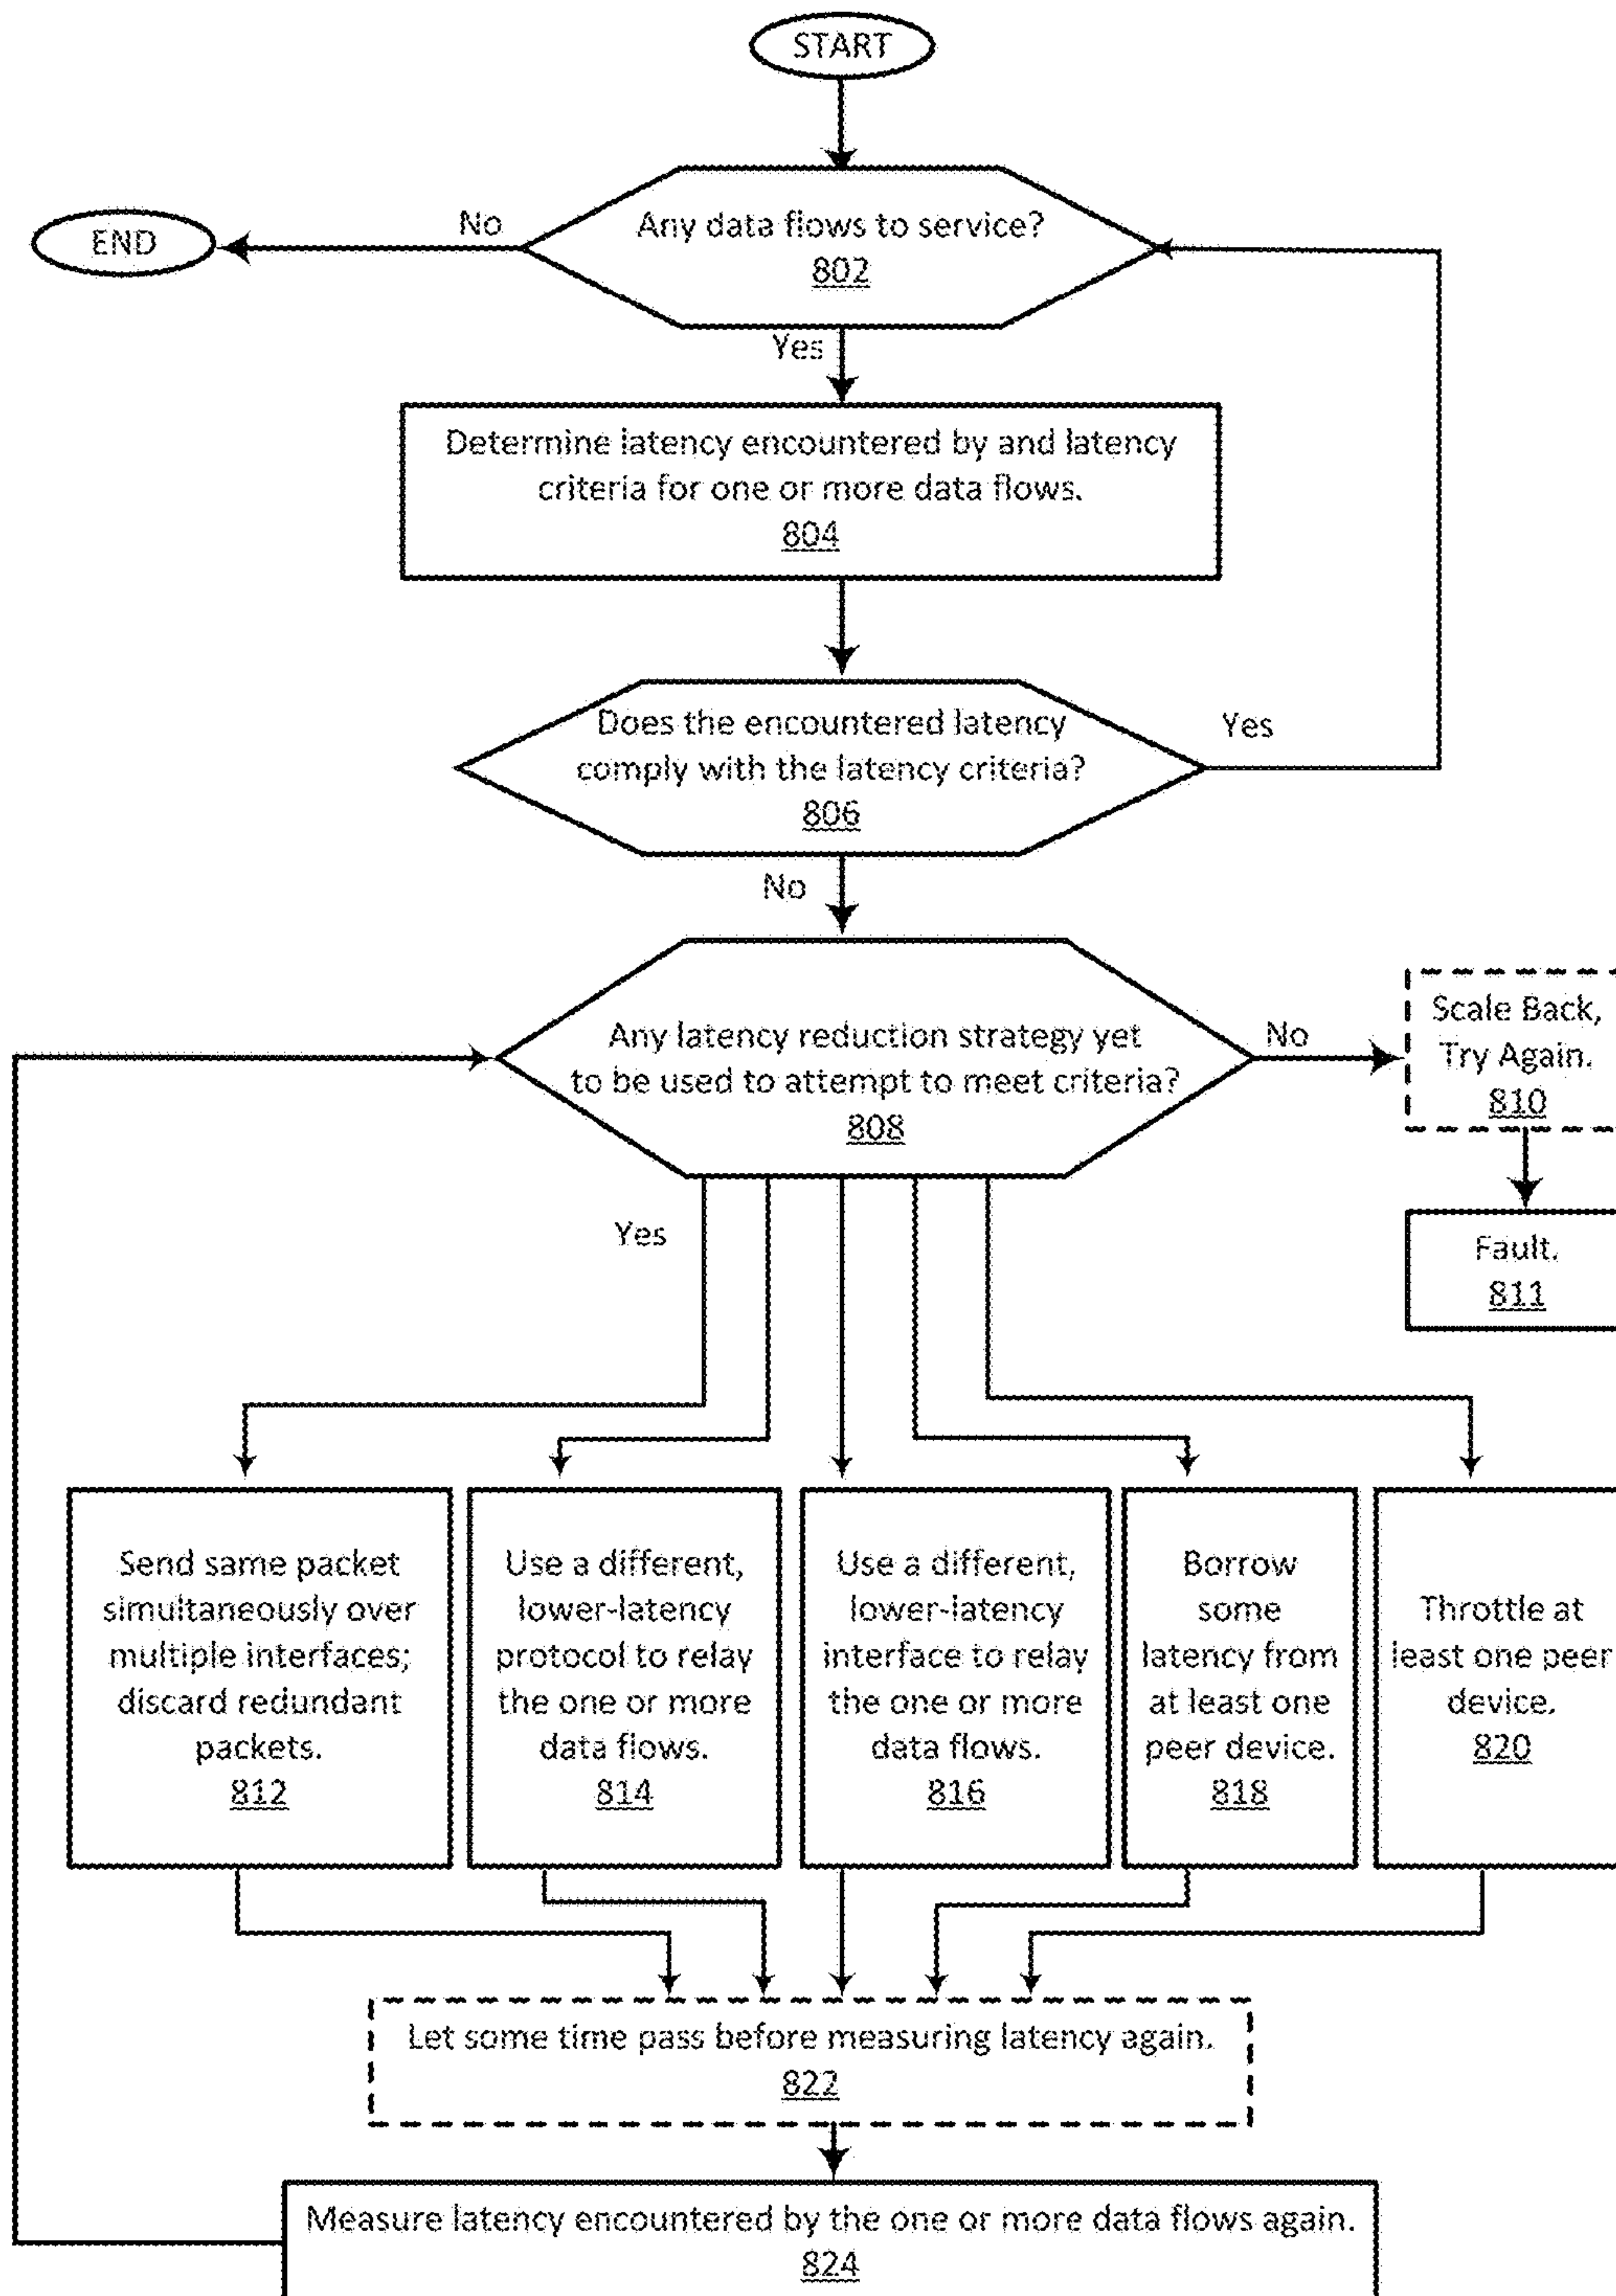 START
END
No
Any data flows to service?
802
Yes
Determine latency encountered by and latency
criteria for one or more data flows.
804
Does the encountered latency
comply with the latency criteria?
806
Yes
No
Any latency reduction strategy yet
to be used to attempt to meet criteria?
808
No
Scale Back,
Try Again.
810
Fault.
811
Yes
Send same packet
simultaneously over
multiple interfaces;
discard redundant
packets.
812
Use a different,
lower-latency
protocol to relay
the one or more
data flows.
814
Use a different,
lower-latency
interface to relay
the one or more
data flows.
816
Borrow
some
latency from
at least one
peer device.
818
Throttle at
least one peer
device.
820
Let some time pass before measuring latency again.
822
Measure latency encountered by the one or more data flows again.
824